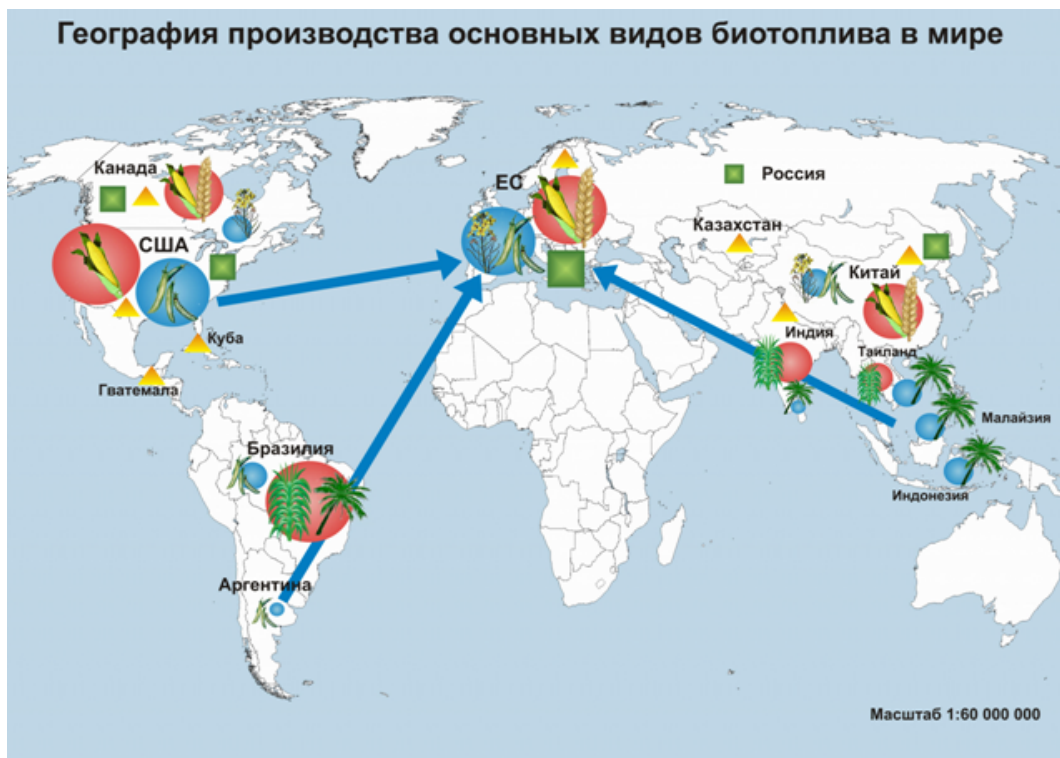 География производства основных видов биотоплива в мире
Канада
ЕС
Россия
США
Казахстан
Китай
Куба
Индия
Таиланд
Гватемала
Малайзия
Бразилия
Индонезия
Аргентина
Масштаб 1:60 000 000